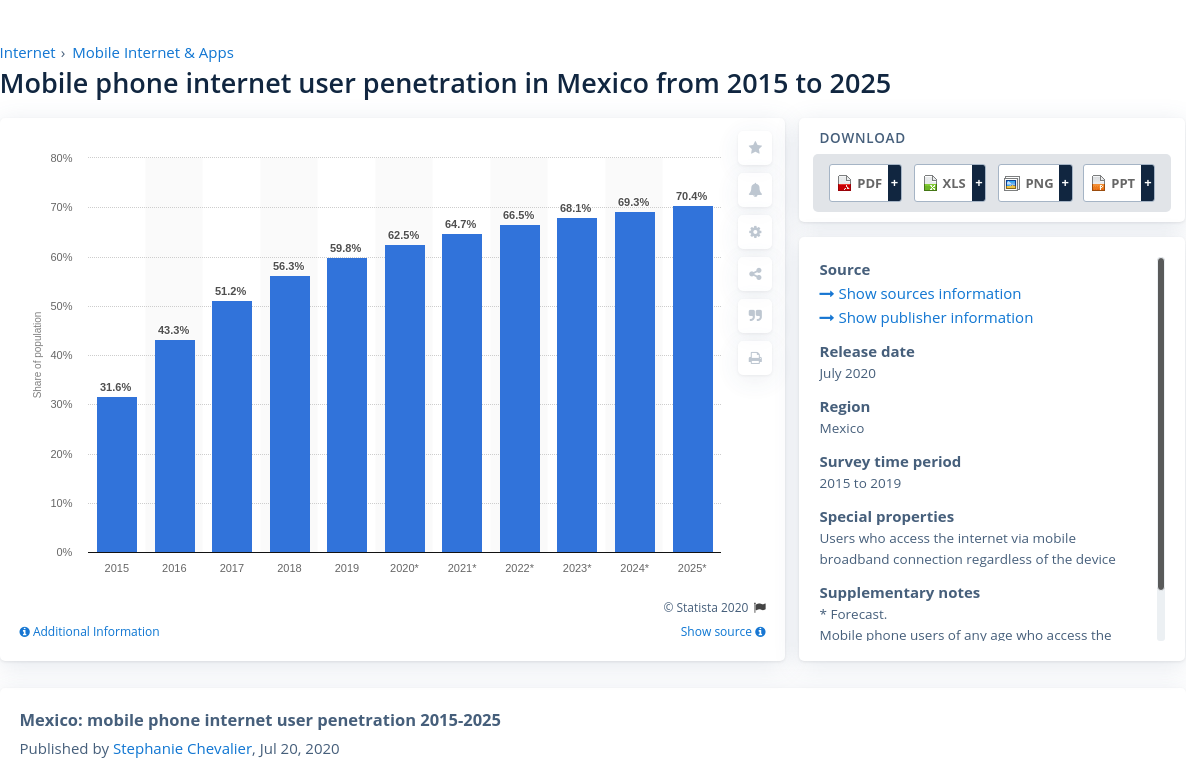 Internet › Mobile Internet & Apps
Mobile phone internet user penetration in Mexico from 2015 to 2025
80%
70%
60%
50%
40%
30%
20%
10%
0%
Share of population
31.6%
43.3%
51.2%
56.3%
59.8%
62.5%
64.7%
66.5%
68.1%
69.3%
70.4%
2015
2016
2017
2018
2019
2020*
2021*
2022*
2023*
2024*
2025*
© Statista 2020
Additional Information
Show source
DOWNLOAD
PDF +
XLS +
PNG +
PPT +
Source
Show sources information
Show publisher information
Release date
July 2020
Region
Mexico
Survey time period
2015 to 2019
Special properties
Users who access the internet via mobile
broadband connection regardless of the device
Supplementary notes
* Forecast.
Mobile phone users of any age who access the
Mexico: mobile phone internet user penetration 2015-2025
Published by Stephanie Chevalier, Jul 20, 2020